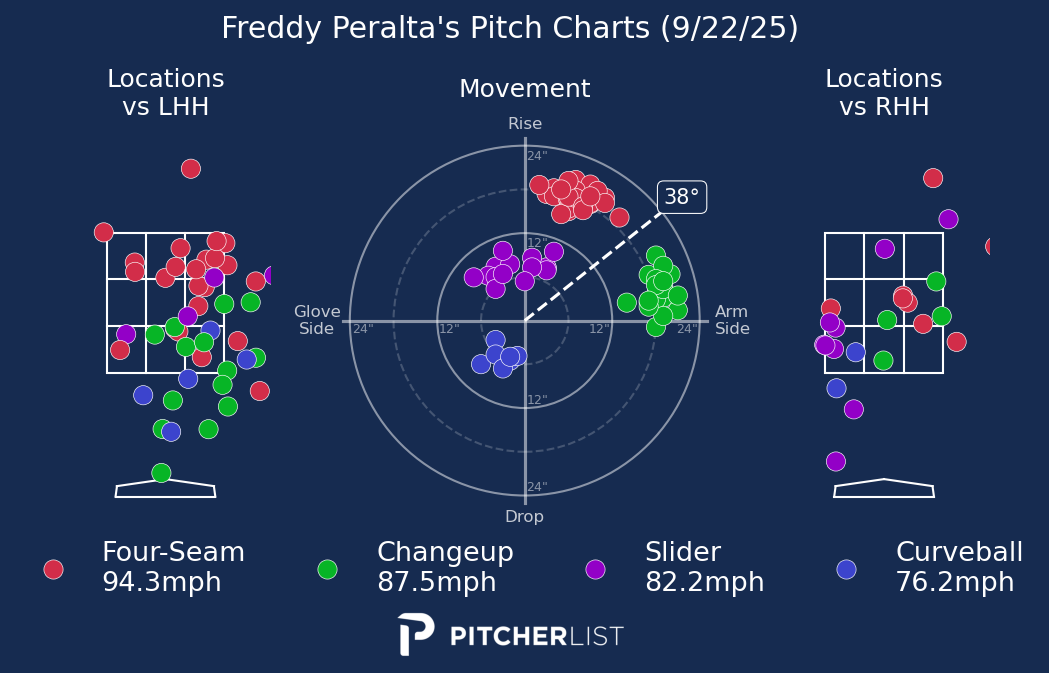 Freddy Peralta's Pitch Charts (9/22/25)
Locations
vs LHH
Movement
Locations
vs RHH
Rise
24"
38°
12"
Glove
Side
24"
12"
12"
24"
Arm
Side
12"
24"
Drop
Four-Seam
94.3mph
Changeup
87.5mph
Slider
82.2mph
Curveball
76.2mph
PITCHERLIST